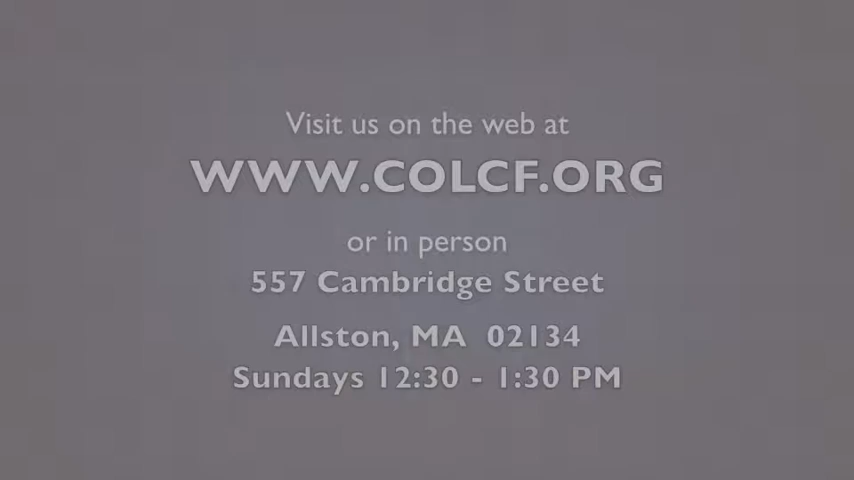 Visit us on the web at
WWW.COLCF.ORG
or in person
557 Cambridge Street
Allston, MA 02134
Sundays 12:30 - 1:30 PM